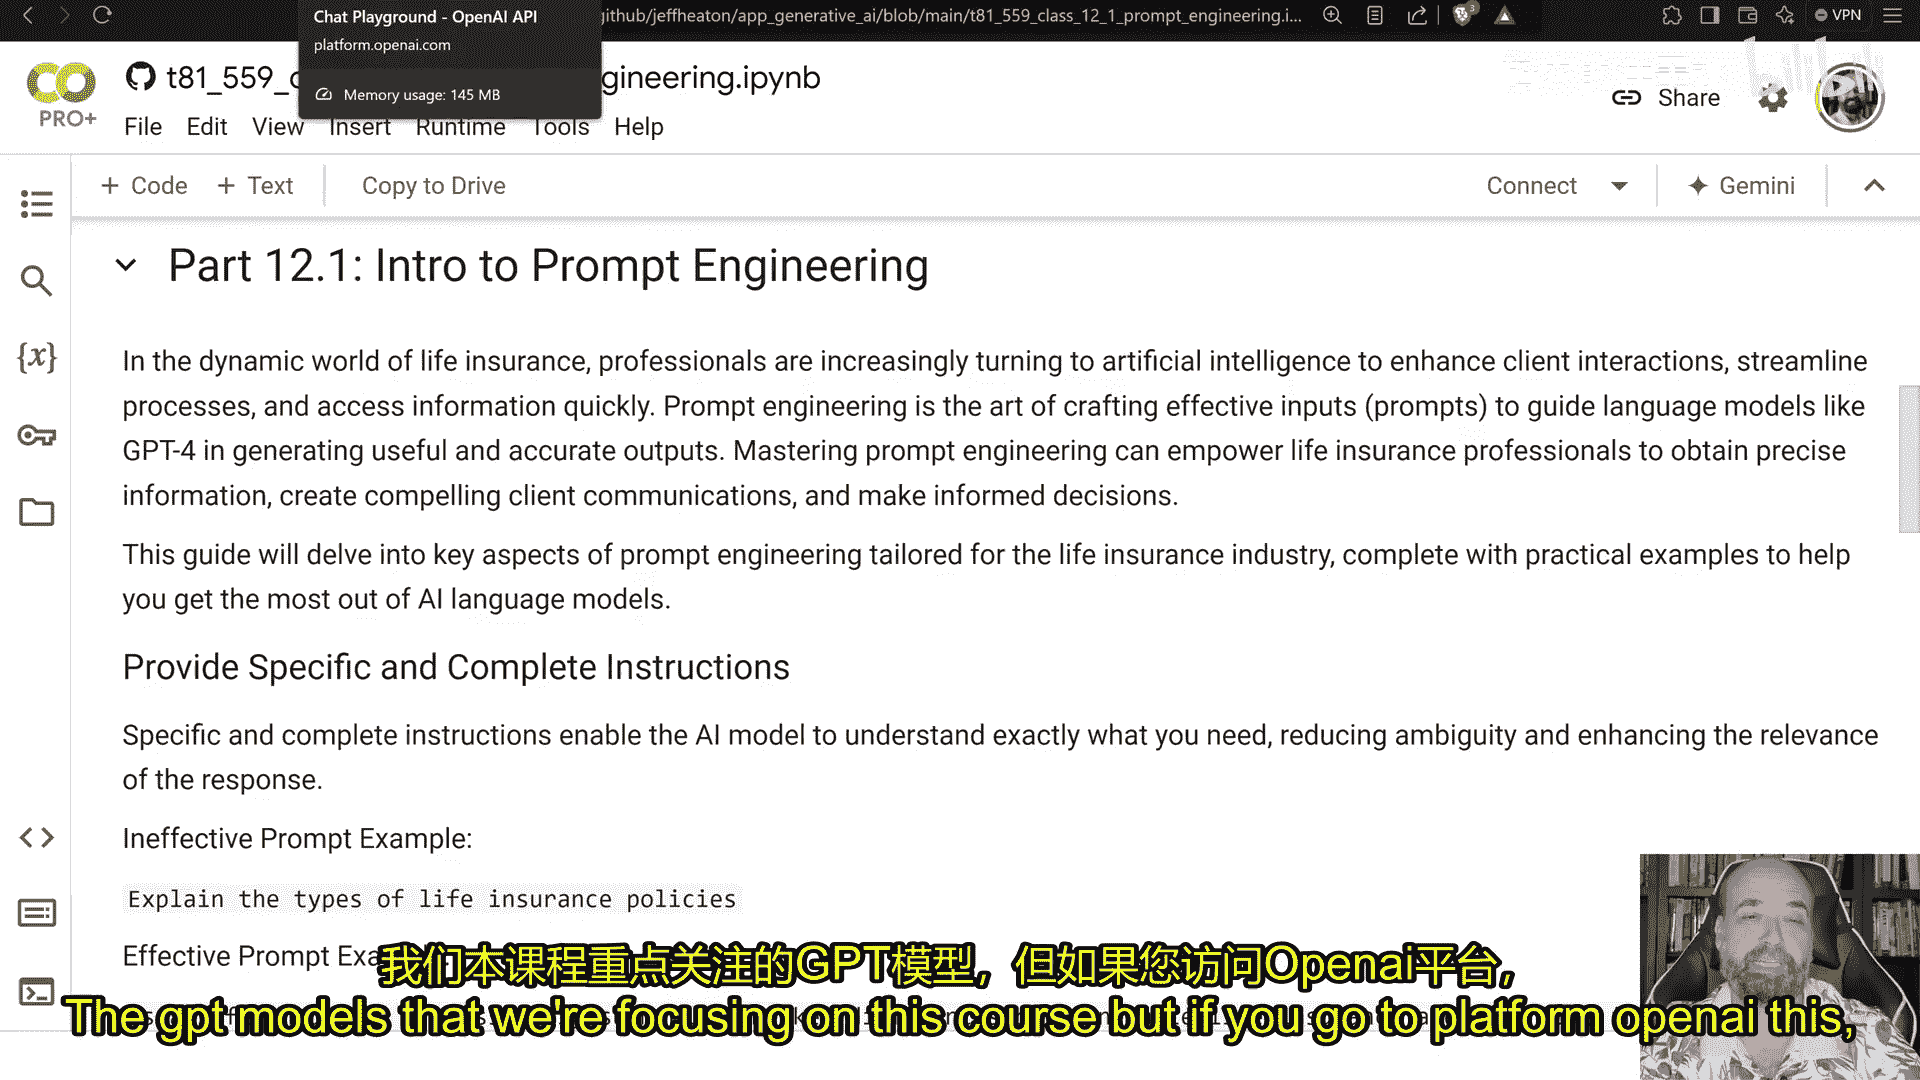 Chat Playground - OpenAI API
github/jeffheaton/app_generative_ai/blob/main/t81_559_class_12_1_prompt_engineering.i...
3
VPN
platform.openai.com
Memory usage: 145 MB
t81_559_c
gineering.ipynb
bilibili
PRO+
File Edit View Insert Runtime Tools Help
Share
+ Code + Text Copy to Drive
Connect
Gemini
Part 12.1: Intro to Prompt Engineering
In the dynamic world of life insurance, professionals are increasingly turning to artificial intelligence to enhance client interactions, streamline
processes, and access information quickly. Prompt engineering is the art of crafting effective inputs (prompts) to guide language models like
GPT-4 in generating useful and accurate outputs. Mastering prompt engineering can empower life insurance professionals to obtain precise
information, create compelling client communications, and make informed decisions.
This guide will delve into key aspects of prompt engineering tailored for the life insurance industry, complete with practical examples to help
you get the most out of AI language models.
Provide Specific and Complete Instructions
Specific and complete instructions enable the AI model to understand exactly what you need, reducing ambiguity and enhancing the relevance
of the response.
Ineffective Prompt Example:
Explain the types of life insurance policies
Effective Prompt Exa
我们本课程重点关注的GPT模型，但如果您访问Openai平台，
The gpt models that we're focusing on this course but if you go to platform openai this,